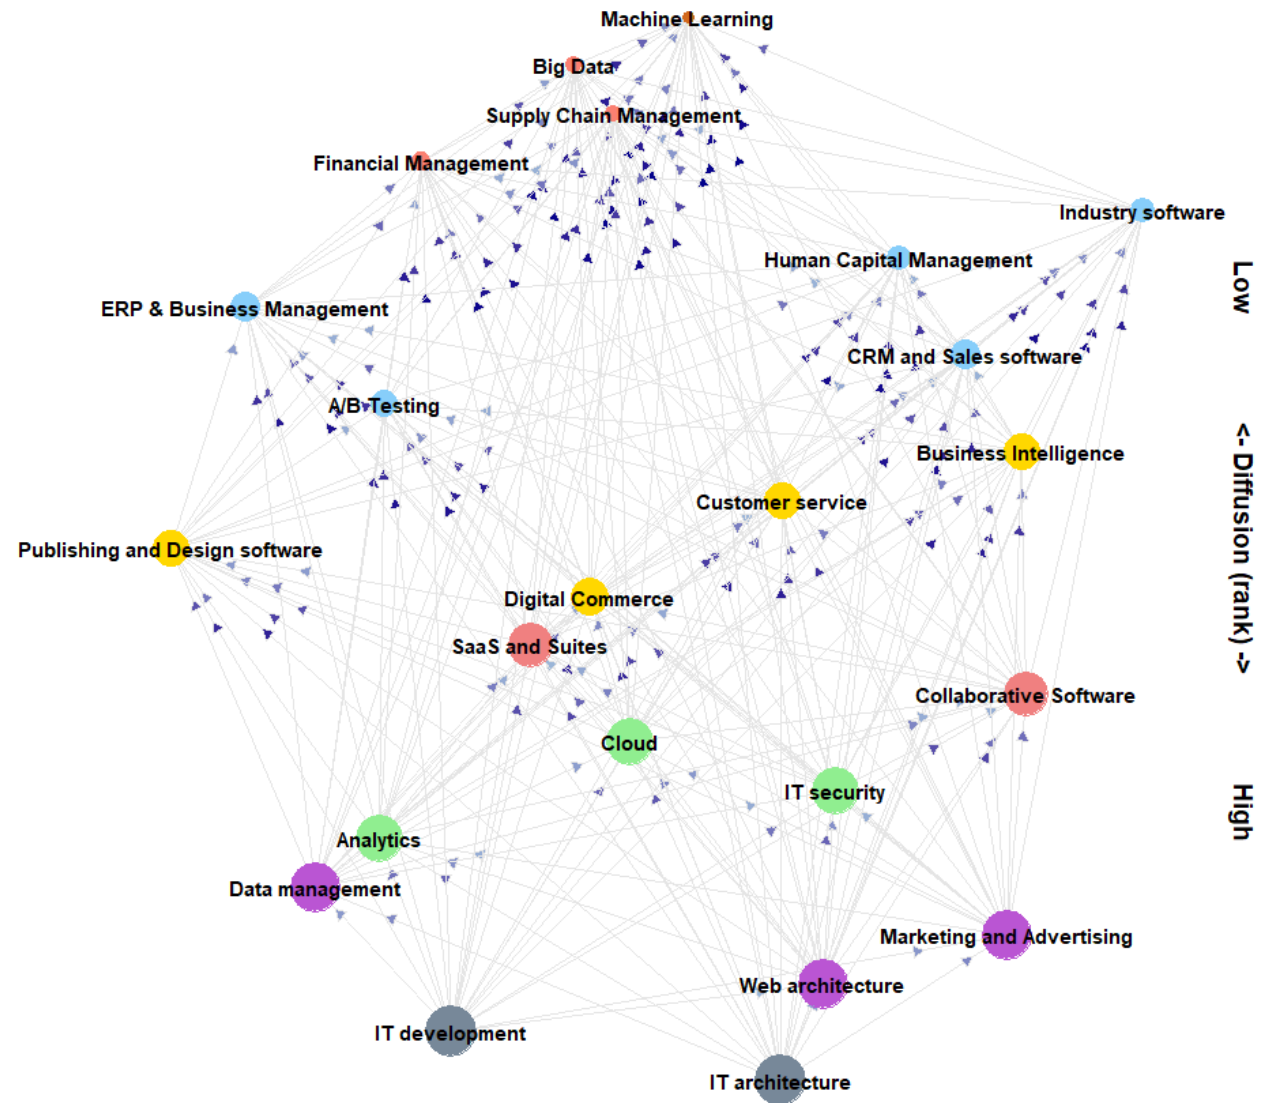 Machine Learning
Big Data
Supply Chain Management
Financial Management
Industry software
Human Capital Management
ERP & Business Management
CRM and Sales software
A/B Testing
Business Intelligence
Customer service
Publishing and Design software
Digital Commerce
SaaS and Suites
Collaborative Software
Cloud
IT security
Analytics
Data management
Marketing and Advertising
Web architecture
IT development
IT architecture
Low
<- Diffusion (rank) ->
High